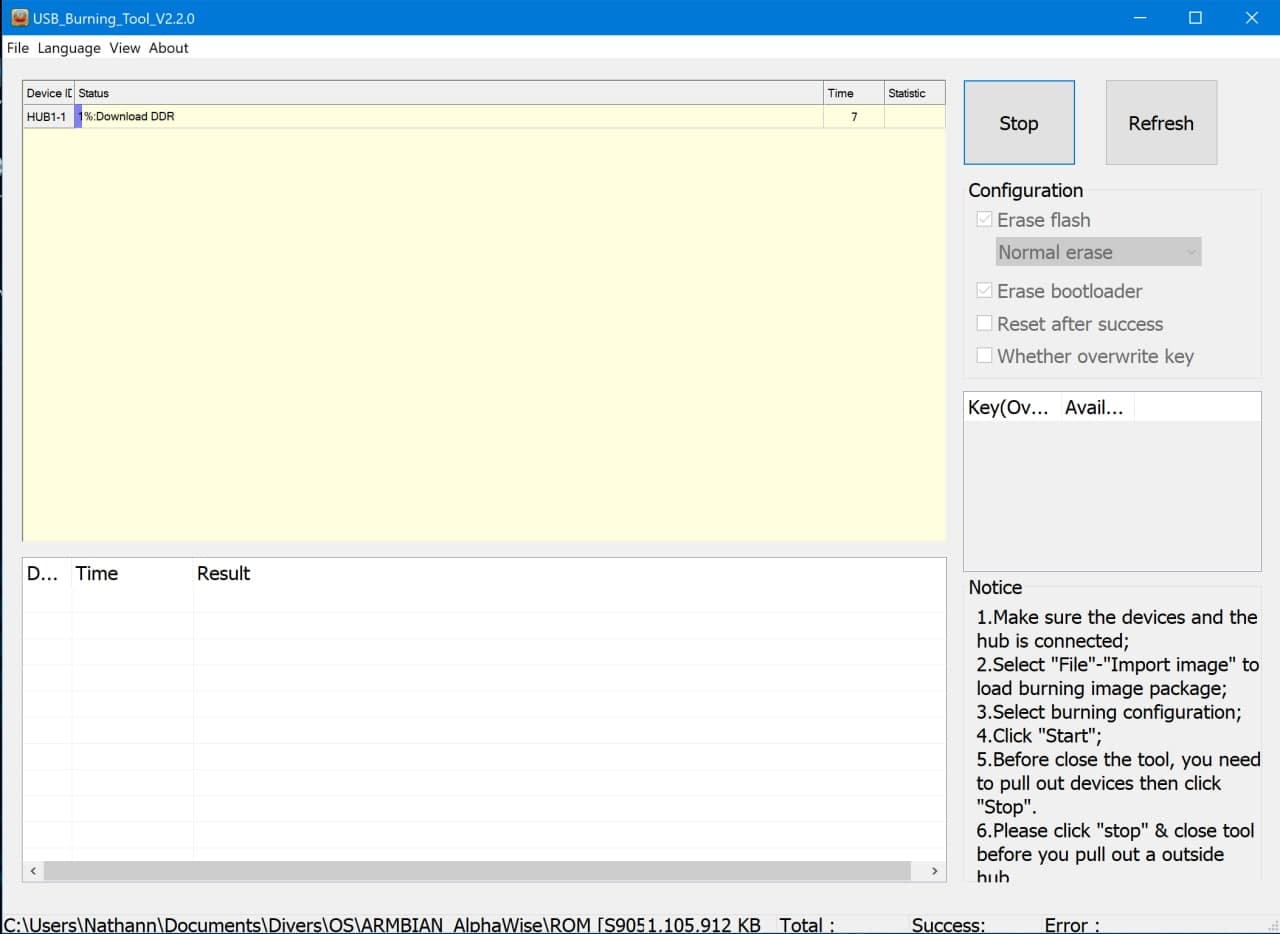 USB_Burning_Tool_V2.2.0
File Language View About
Device ID Status Time Statistic
HUB1-1 1%:Download DDR 7
Stop Refresh
Configuration
Erase flash
Normal erase
Erase bootloader
Reset after success
Whether overwrite key
Key(Ov... Avail...
D... Time Result
Notice
1.Make sure the devices and the
hub is connected;
2.Select "File"-"Import image" to
load burning image package;
3.Select burning configuration;
4.Click "Start";
5.Before close the tool, you need
to pull out devices then click
"Stop".
6.Please click "stop" & close tool
before you pull out a outside
hub
C:\Users\Nathann\Documents\Divers\OS\ARMBIAN_AlphaWise\ROM [S9051.105.912 KB Total : Success: Error :